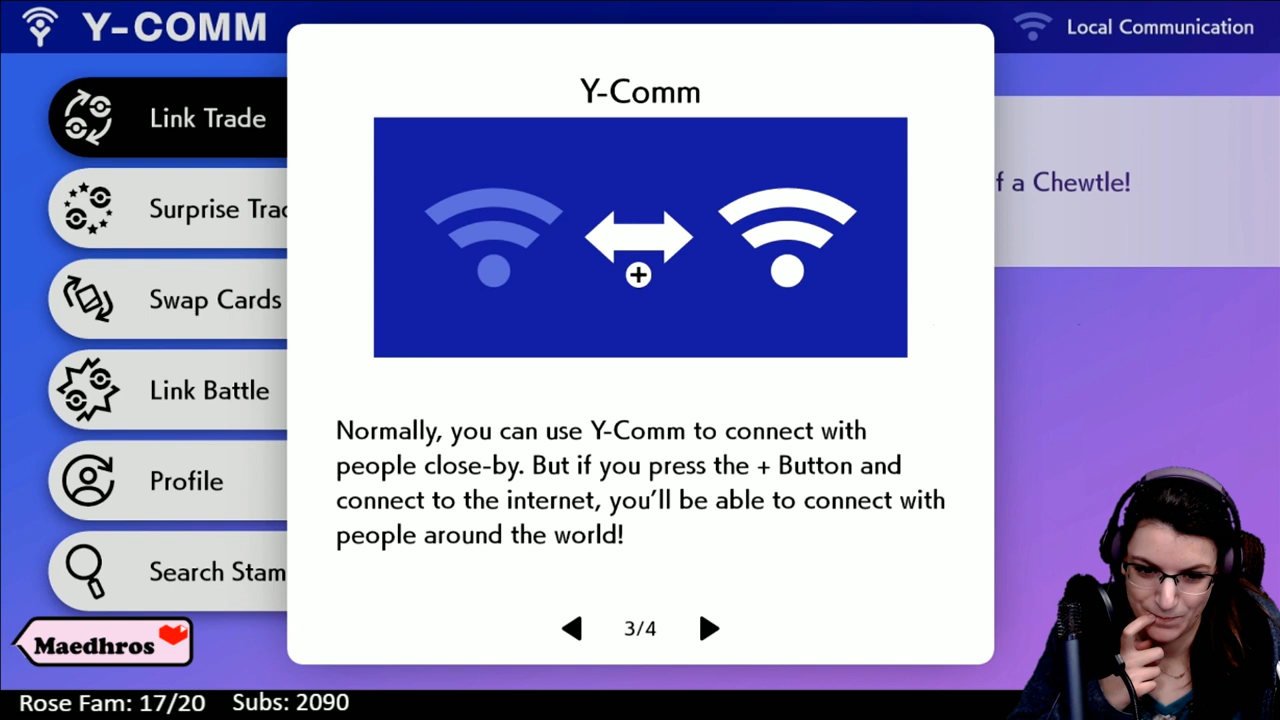 Y-COMM
Local Communication
Link Trade
Surprise Trad
Swap Cards
Link Battle
Profile
Search Stam
f a Chewtle!
Y-Comm
Normally, you can use Y-Comm to connect with
people close-by. But if you press the + Button and
connect to the internet, you'll be able to connect with
people around the world!
3/4
Maedhros
Rose Fam: 17/20 Subs: 2090